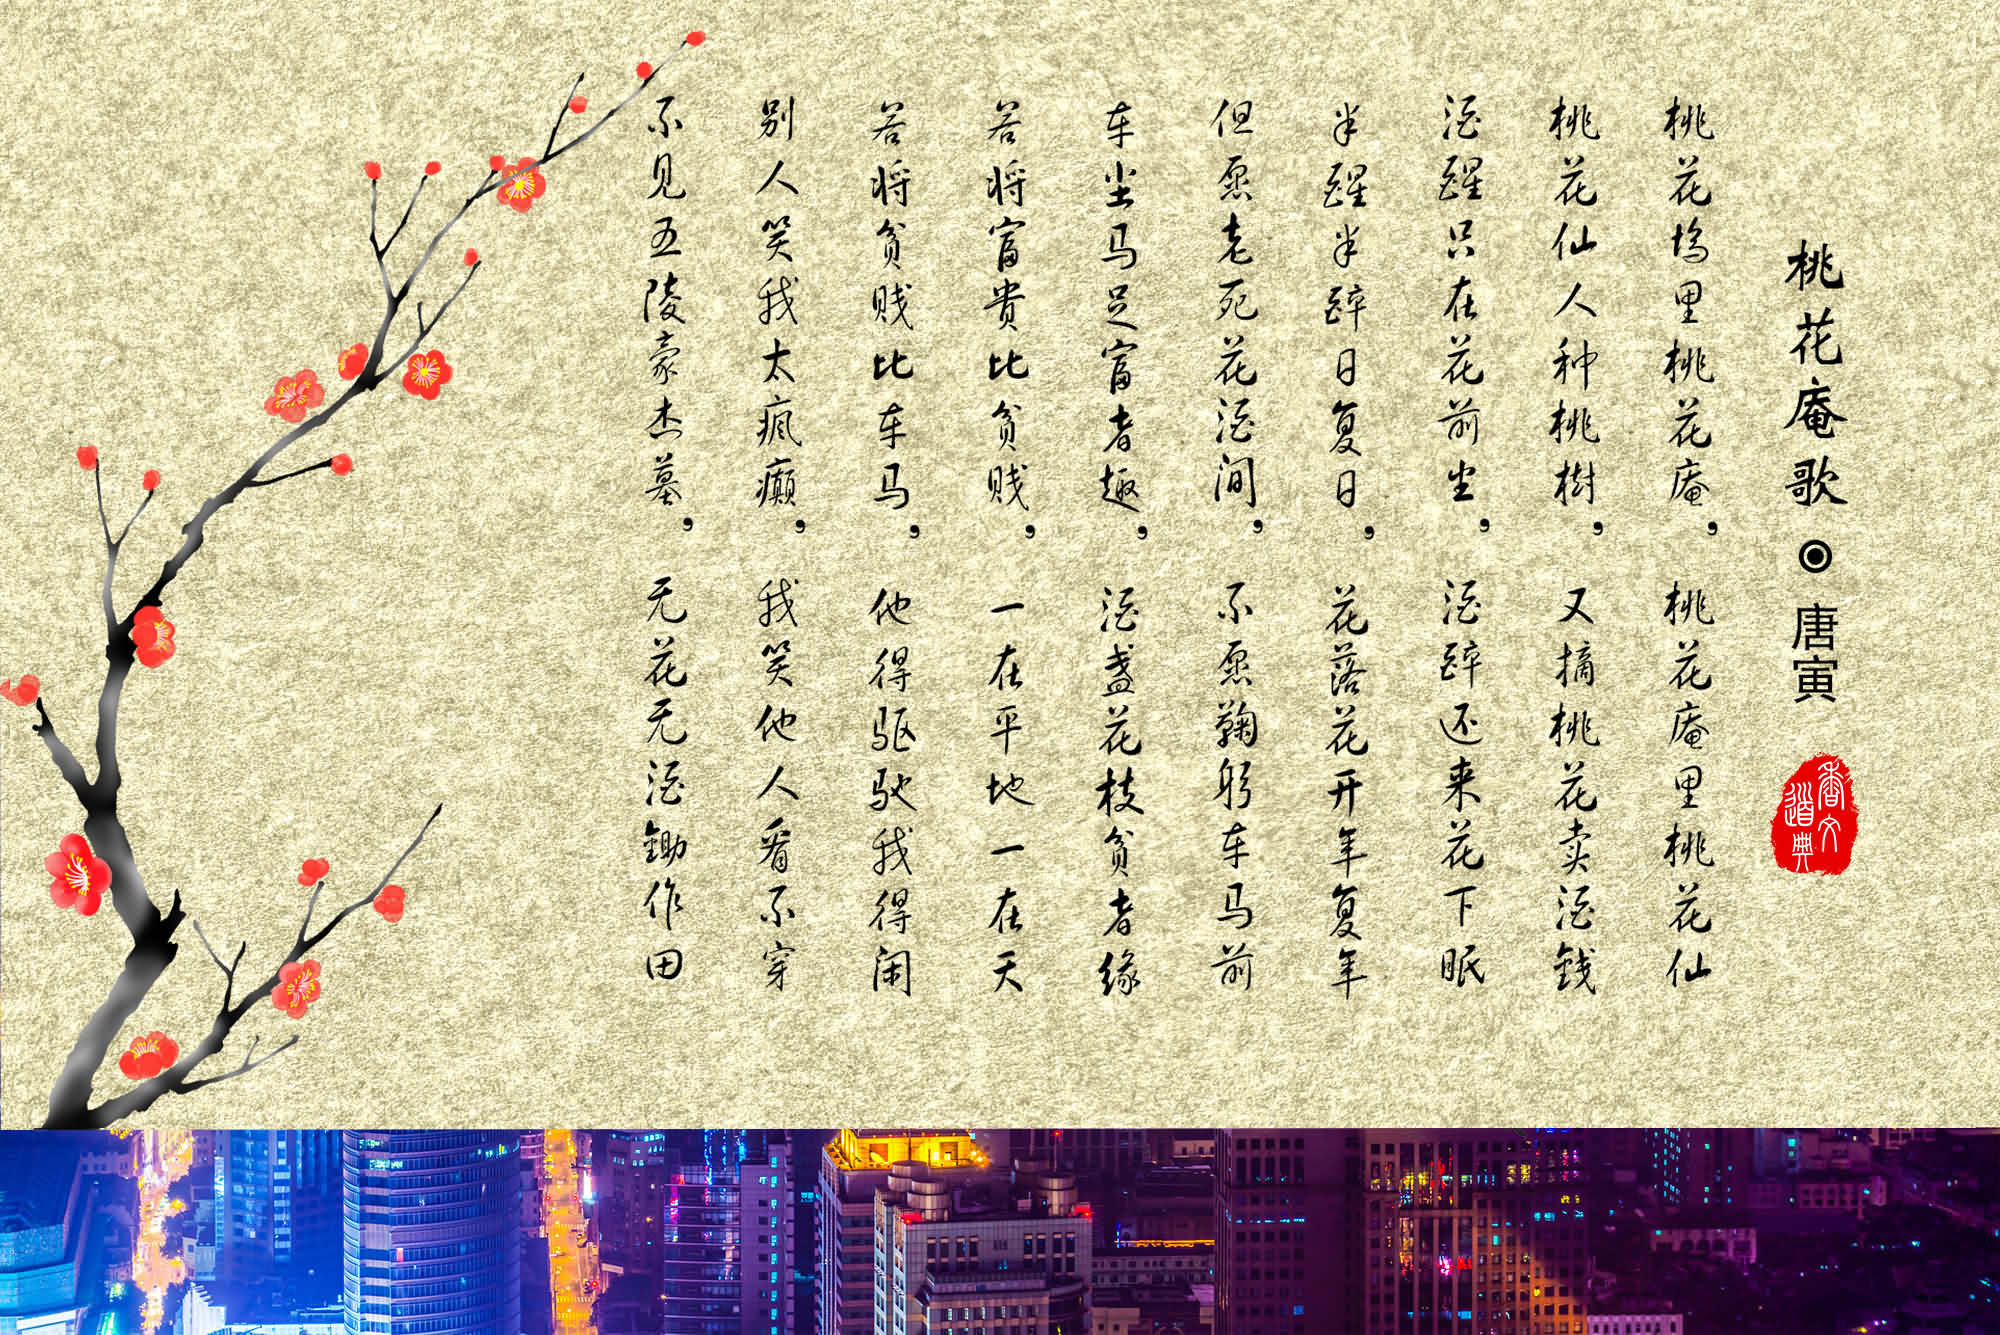 桃花庵歌◉唐寅
香文道典
桃花坞里桃花庵，桃花庵里桃花仙
桃花仙人种桃樹，又摘桃花卖酒钱
酒醒只在花前坐，酒醉还来花下眠
半醒半醉日复日，花落花开年复年
但愿老死花酒间，不愿鞠躬车马前
车尘马足富者趣，酒盏花枝贫者缘
若将富贵比贫贱，一在平地一在天
若将贫贱比车马，他得驱驰我得闲
别人笑我太疯癫，我笑他人看不穿
不见五陵豪杰墓，无花无酒鋤作田